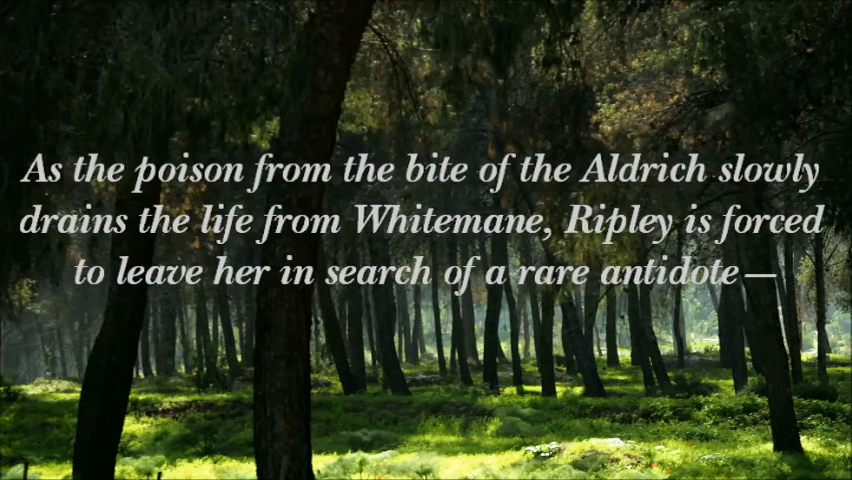 As the poison from the bite of the Aldrich slowly
drains the life from Whitemane, Ripley is forced
to leave her in search of a rare antidote—